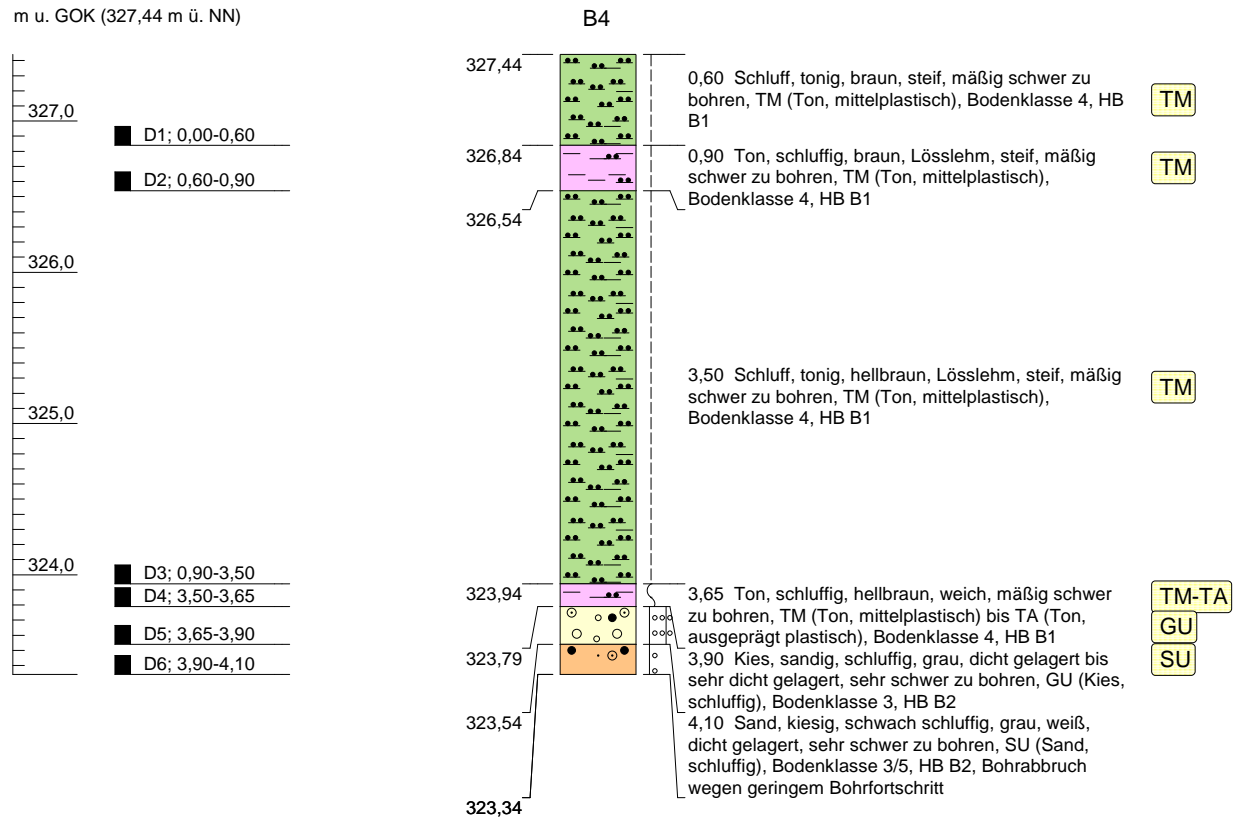 m u. GOK (327,44 m ü. NN)
B4
327,0
326,0
325,0
324,0
D1; 0,00-0,60
D2; 0,60-0,90
D3; 0,90-3,50
D4; 3,50-3,65
D5; 3,65-3,90
D6; 3,90-4,10
327,44
326,84
326,54
323,94
323,79
323,54
323,34
0,60 Schluff, tonig, braun, steif, mäßig schwer zu
bohren, TM (Ton, mittelplastisch), Bodenklasse 4, HB
B1
TM
0,90 Ton, schluffig, braun, Lösslehm, steif, mäßig
schwer zu bohren, TM (Ton, mittelplastisch),
Bodenklasse 4, HB B1
TM
3,50 Schluff, tonig, hellbraun, Lösslehm, steif, mäßig
schwer zu bohren, TM (Ton, mittelplastisch),
Bodenklasse 4, HB B1
TM
3,65 Ton, schluffig, hellbraun, weich, mäßig schwer
zu bohren, TM (Ton, mittelplastisch) bis TA (Ton,
ausgeprägt plastisch), Bodenklasse 4, HB B1
TM-TA
GU
3,90 Kies, sandig, schluffig, grau, dicht gelagert bis
sehr dicht gelagert, sehr schwer zu bohren, GU (Kies,
schluffig), Bodenklasse 3, HB B2
SU
4,10 Sand, kiesig, schwach schluffig, grau, weiß,
dicht gelagert, sehr schwer zu bohren, SU (Sand,
schluffig), Bodenklasse 3/5, HB B2, Bohrabbruch
wegen geringem Bohrfortschritt